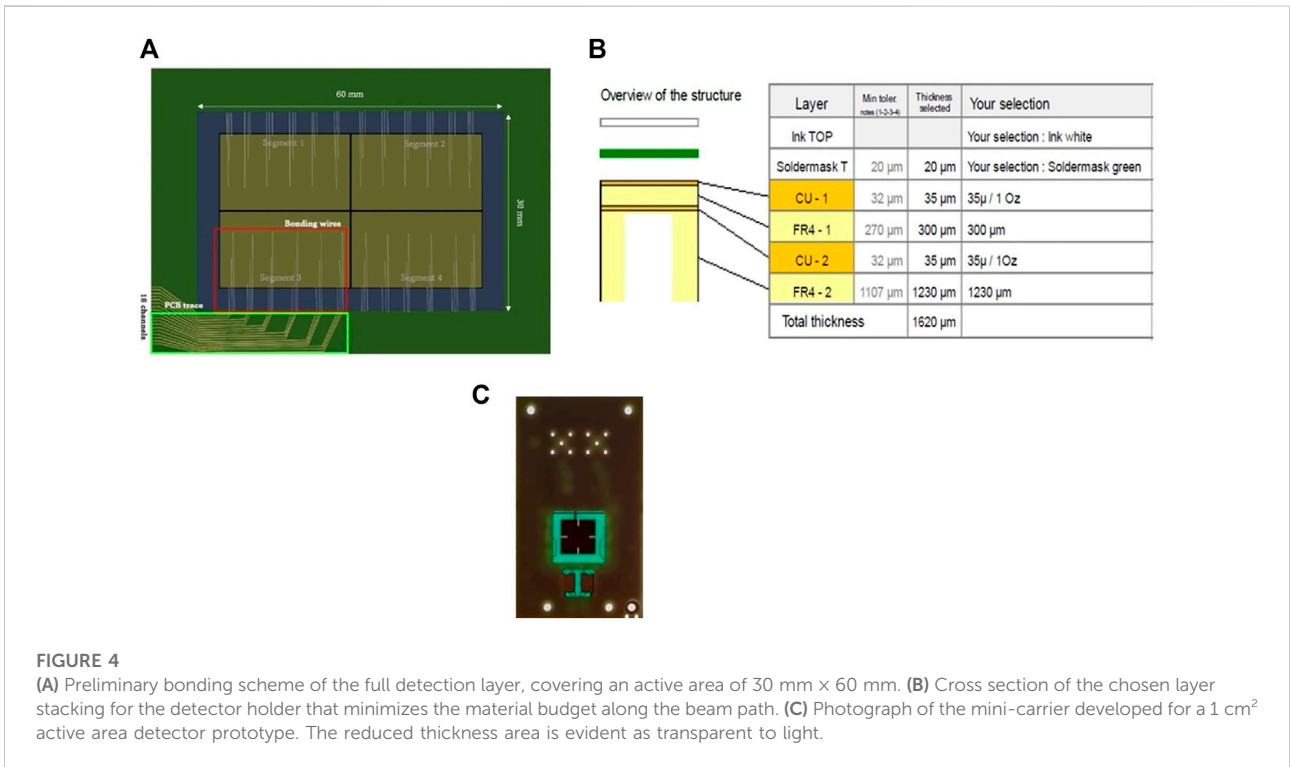 A
60 mm
Segment 1
Segment 2
30 mm
Bonding wires
Segment 3
Segment 4
PCB trace
18 channels
B
Overview of the structure
Layer Min toler. notes (1-2-3-4) Thickness selected Your selection
Ink TOP Your selection : Ink white
Soldermask T 20 µm 20 µm Your selection : Soldermask green
CU - 1 32 µm 35 µm 35µ / 1 Oz
FR4 - 1 270 µm 300 µm 300 µm
CU - 2 32 µm 35 µm 35µ / 1Oz
FR4 - 2 1107 µm 1230 µm 1230 µm
Total thickness 1620 µm
C
FIGURE 4
(A) Preliminary bonding scheme of the full detection layer, covering an active area of 30 mm × 60 mm. (B) Cross section of the chosen layer
stacking for the detector holder that minimizes the material budget along the beam path. (C) Photograph of the mini-carrier developed for a 1 cm²
active area detector prototype. The reduced thickness area is evident as transparent to light.